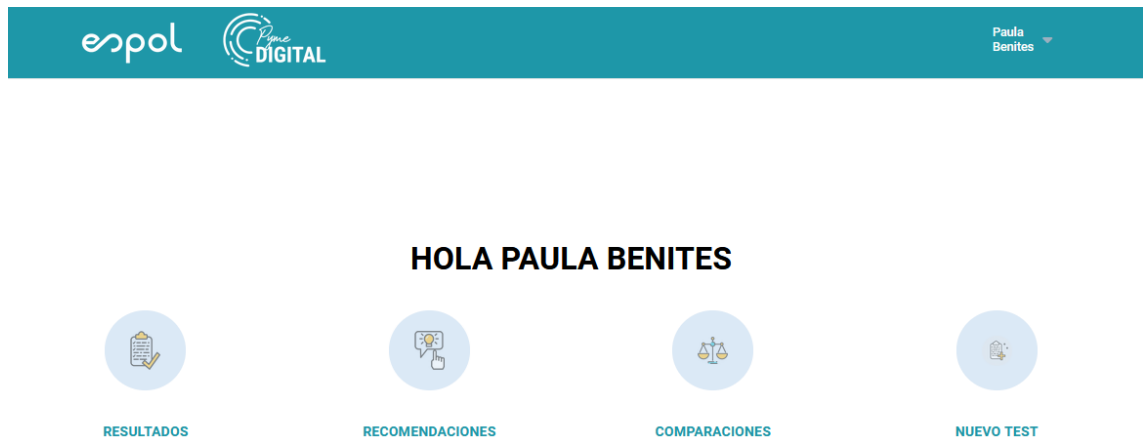 espol
Pyme
DIGITAL
Paula
Benites
HOLA PAULA BENITES
RESULTADOS
RECOMENDACIONES
COMPARACIONES
NUEVO TEST